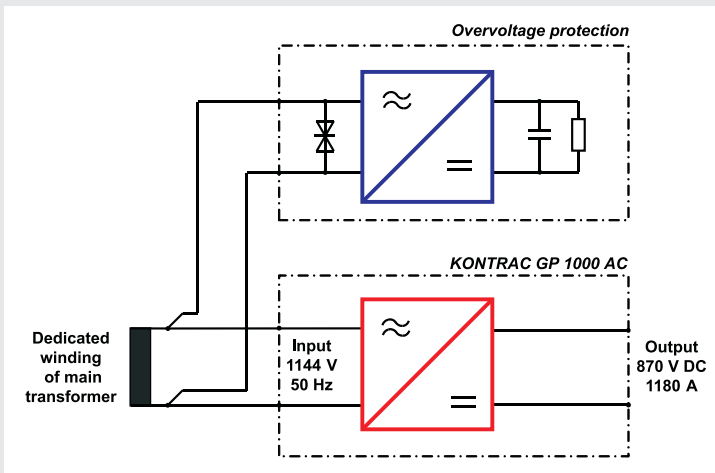 Overvoltage protection
KONTRAC GP 1000 AC
Dedicated
winding
of main
transformer
Input
1144 V
50 Hz
Output
870 V DC
1180 A